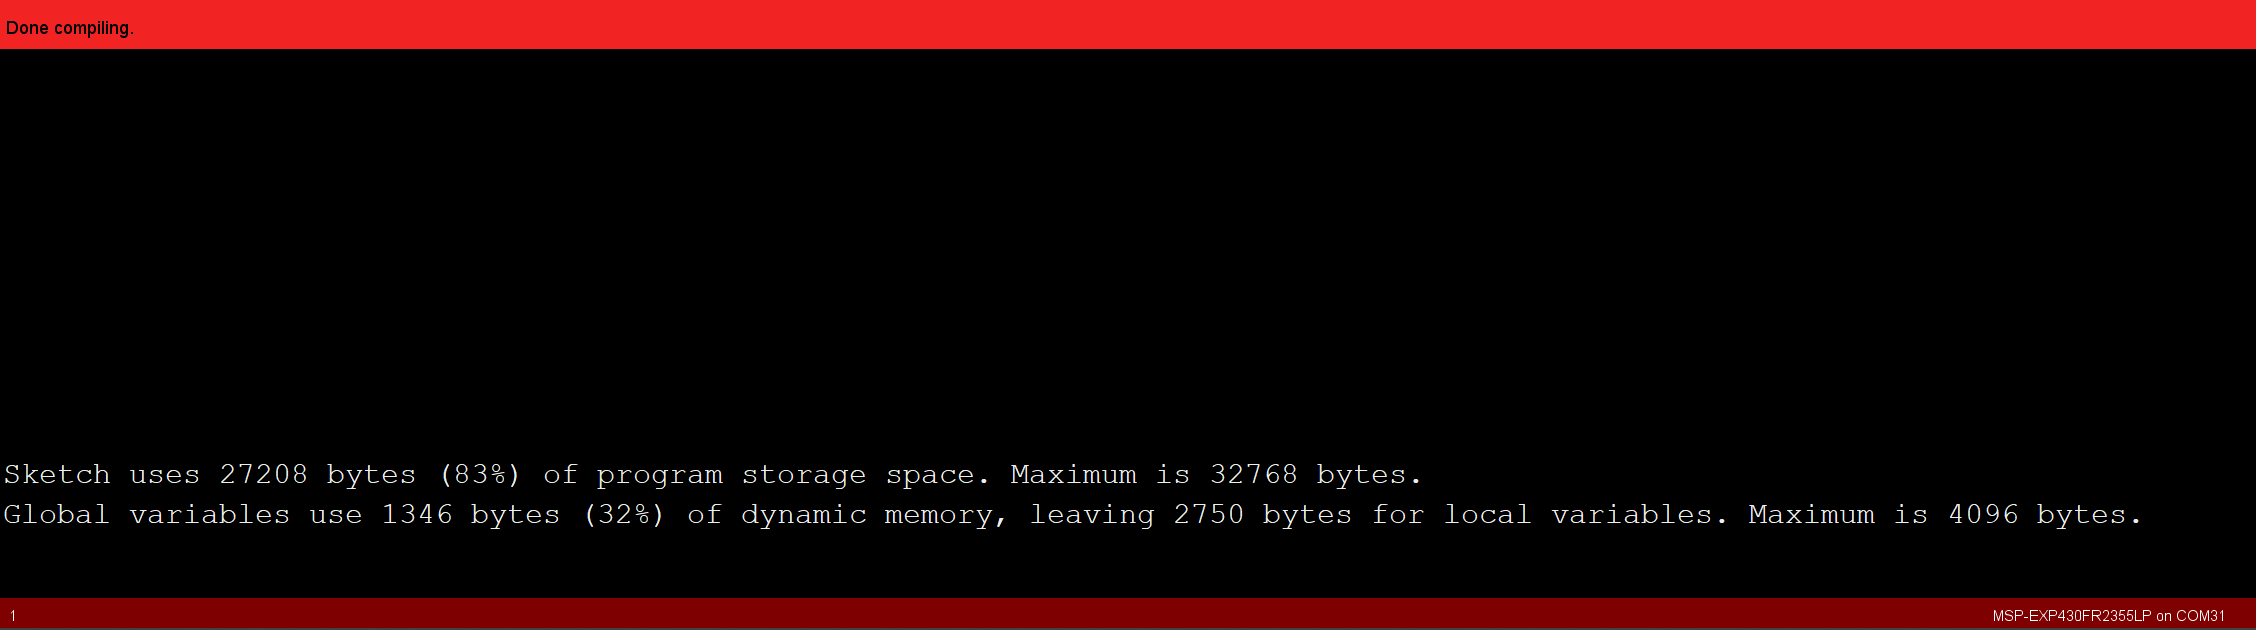 Done compiling.
Sketch uses 27208 bytes (83%) of program storage space. Maximum is 32768 bytes.
Global variables use 1346 bytes (32%) of dynamic memory, leaving 2750 bytes for local variables. Maximum is 4096 bytes.
1 MSP-EXP430FR2355LP on COM31